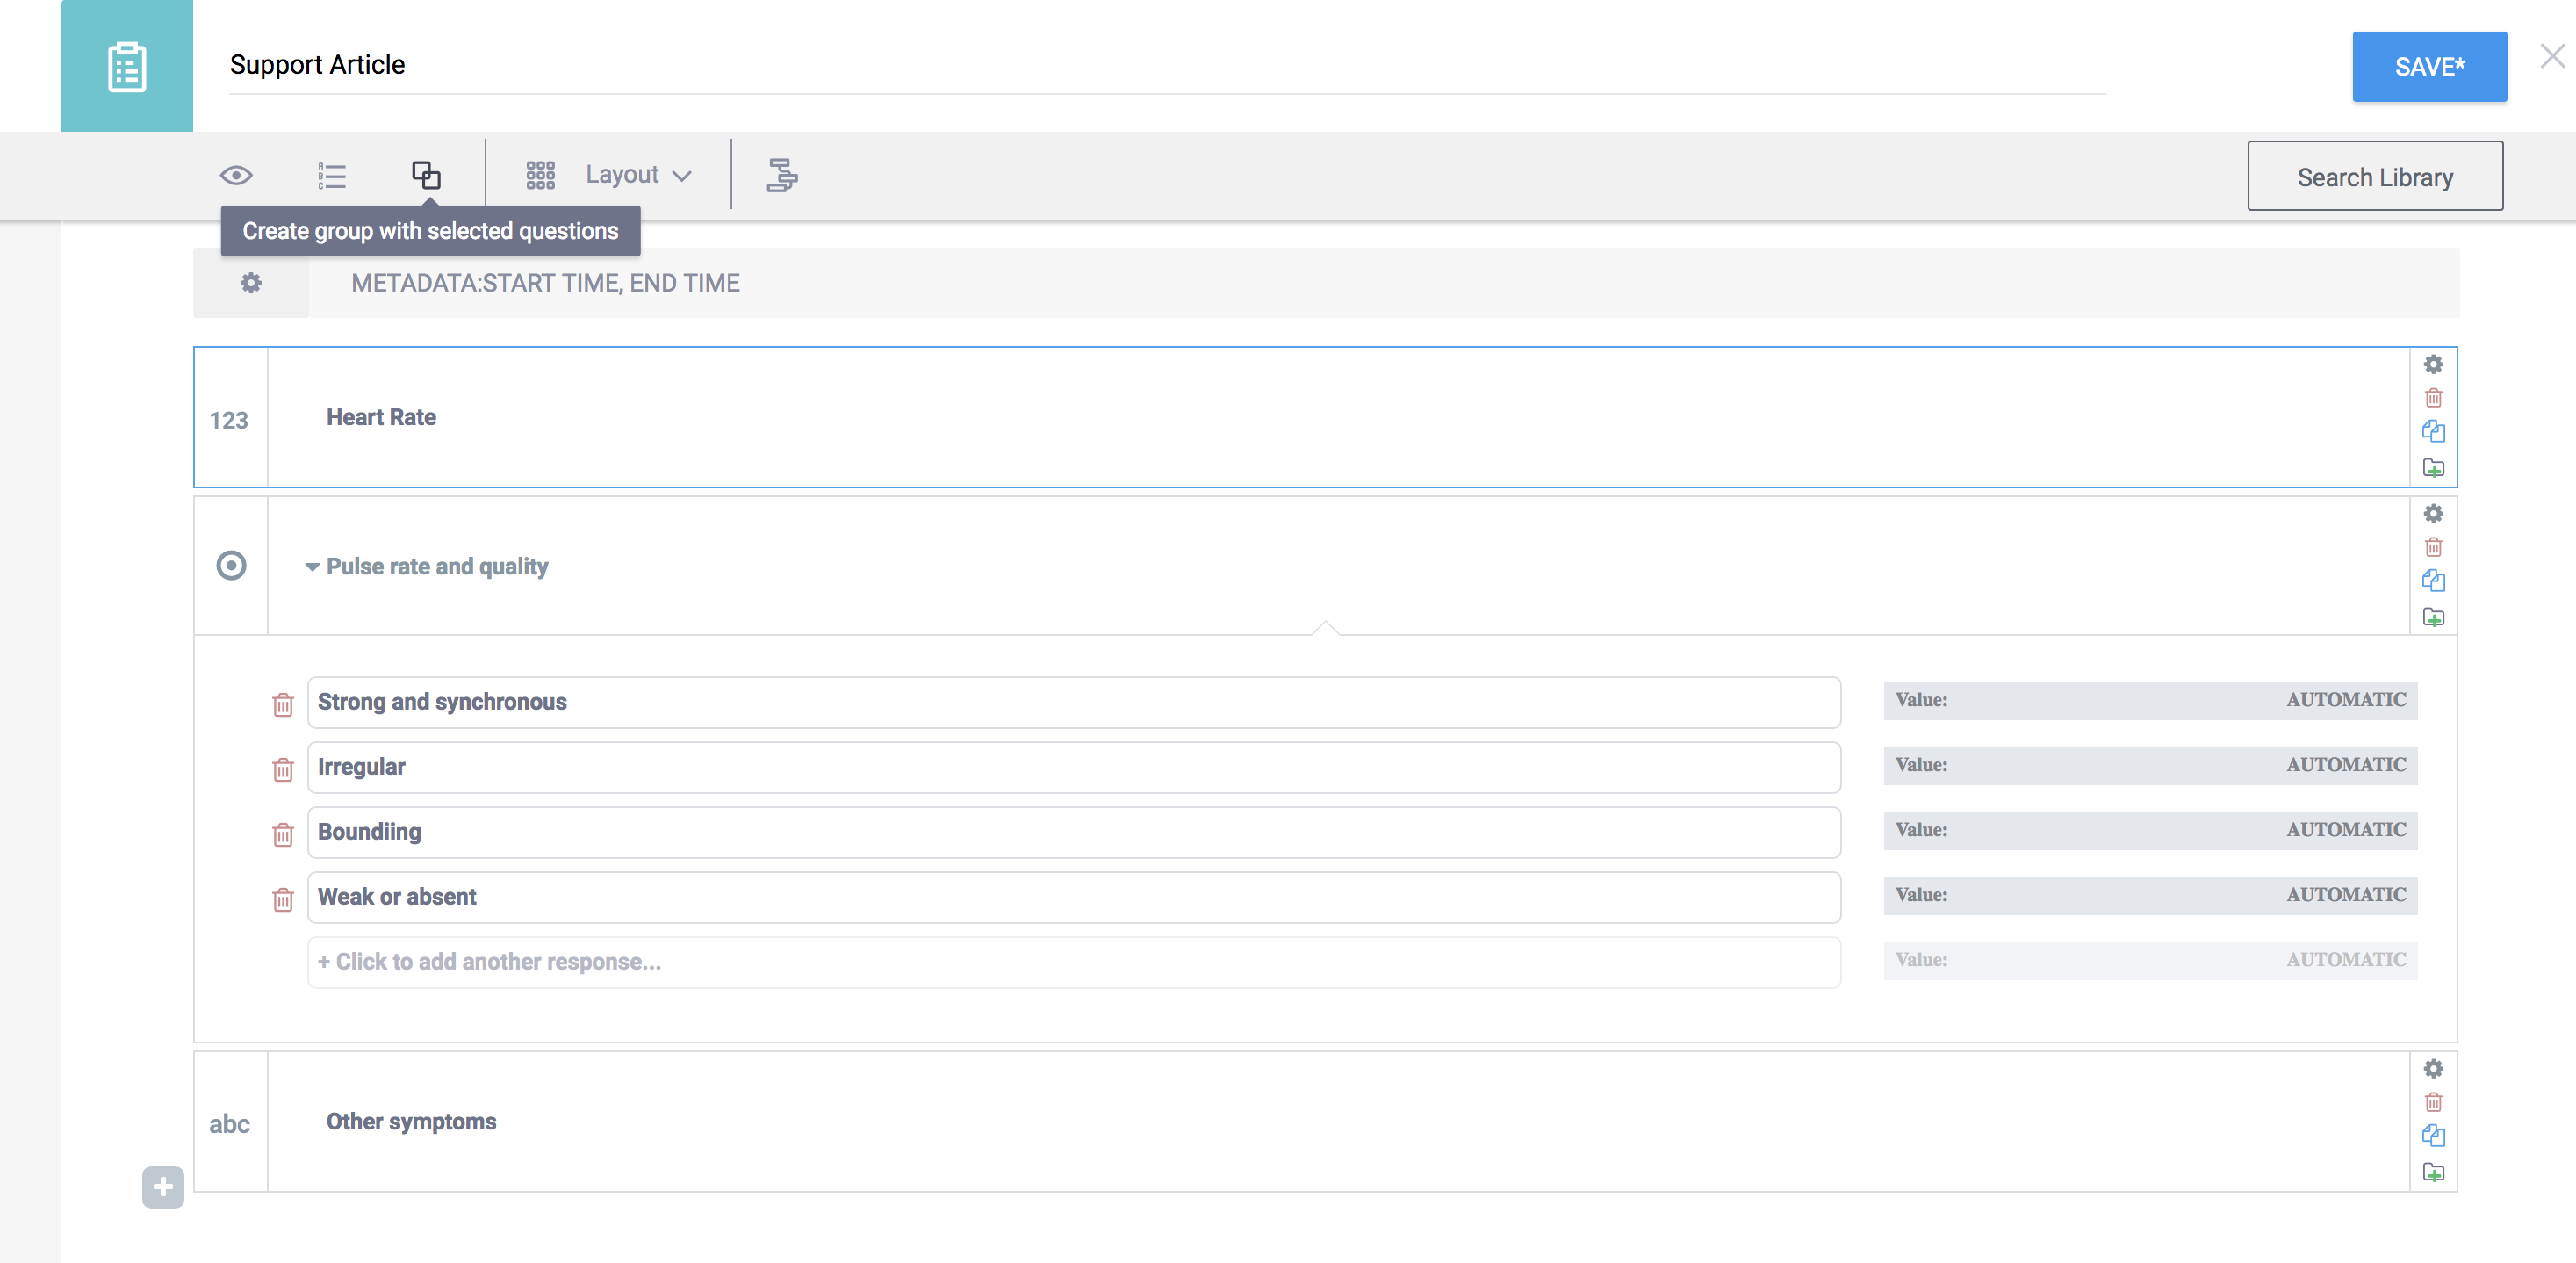 Support Article
SAVE*
Layout
Search Library
Create group with selected questions
METADATA:START TIME, END TIME
123
Heart Rate
Pulse rate and quality
Strong and synchronous
Value: AUTOMATIC
Irregular
Value: AUTOMATIC
Boundiing
Value: AUTOMATIC
Weak or absent
Value: AUTOMATIC
+ Click to add another response...
Value: AUTOMATIC
abc
Other symptoms